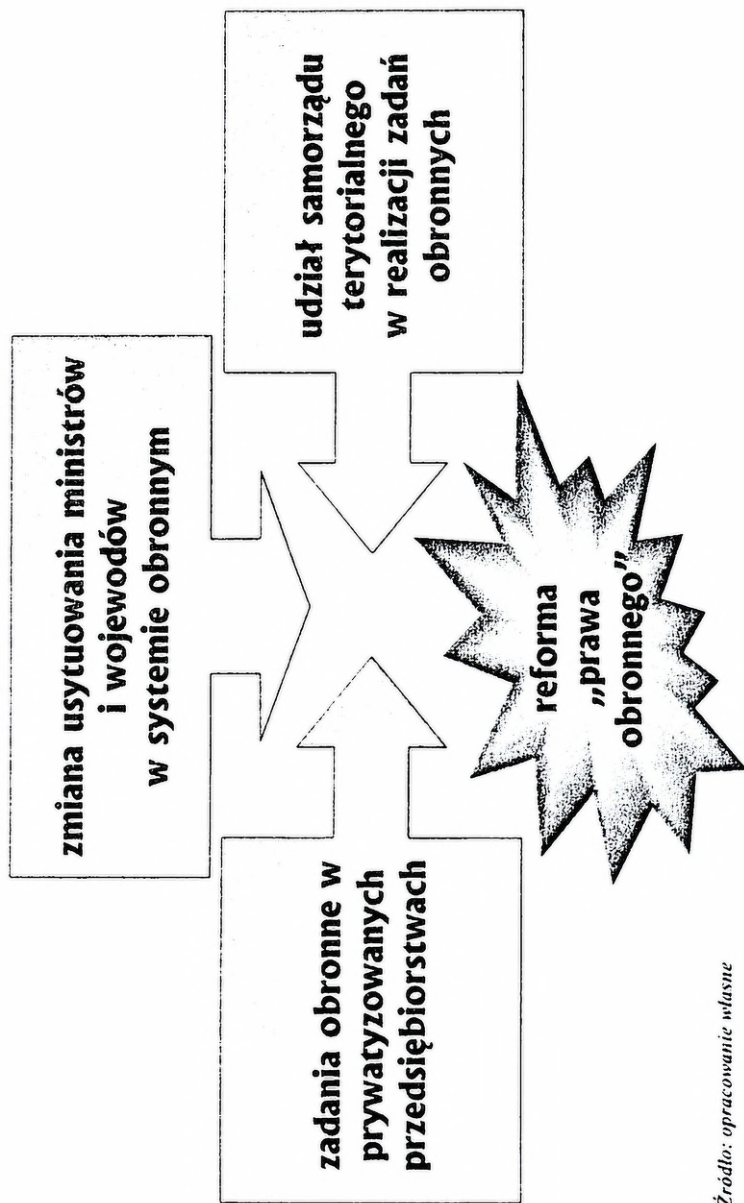 zmiana usytuowania ministrów
i wojewodów
w systemie obronnym
zadania obronne w
prywatyzowanych
przedsiębiorstwach
udział samorządu
terytorialnego
w realizacji zadań
obronnych
reforma
„prawa
obronnego”
Źródło: opracowanie własne